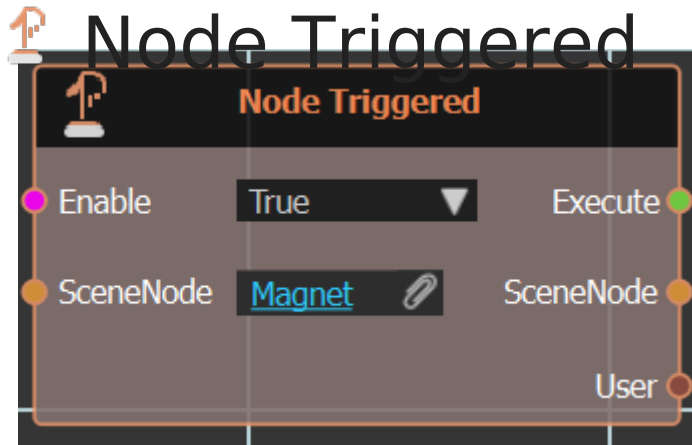 Node Triggered
Node Triggered
Enable True Execute
SceneNode Magnet SceneNode
User